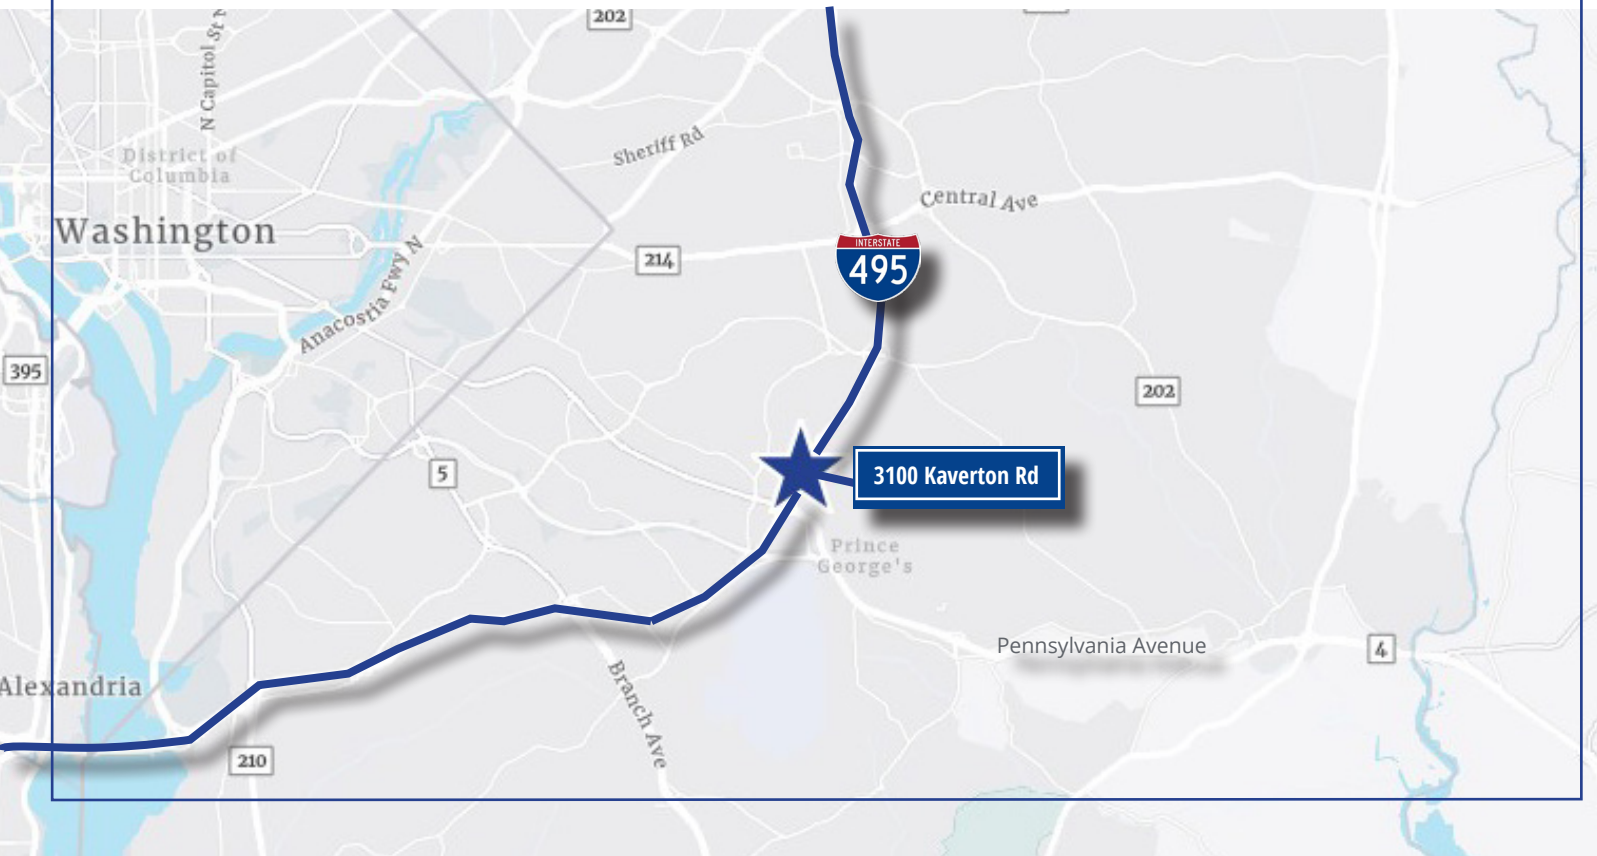 202
N Capitol St N
Sheriff Rd
District of
Columbia
Central Ave
Washington
INTERSTATE
495
214
Anacostia Fwy N
395
202
5
3100 Kaverton Rd
Prince
George's
Pennsylvania Avenue
4
Alexandria
Branch Ave
210